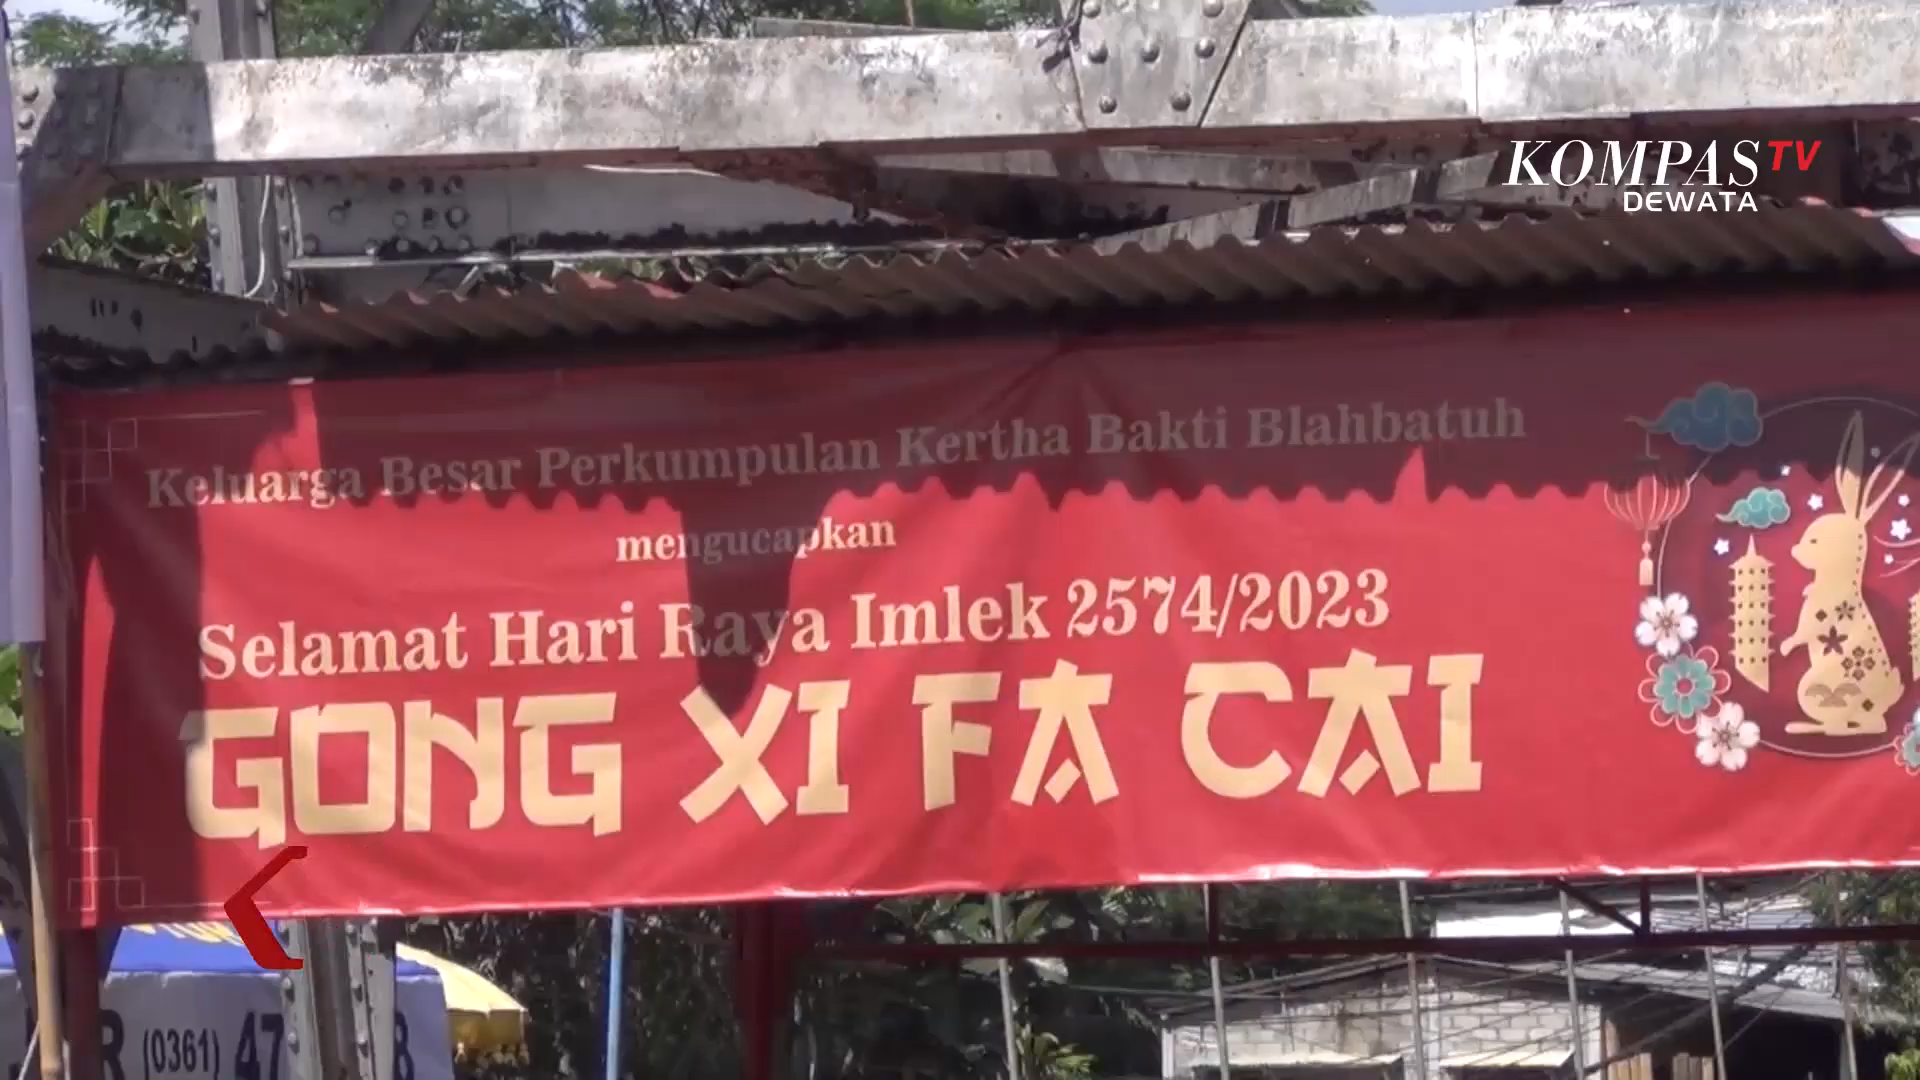 KOMPAS TV
DEWATA
Keluarga Besar Perkumpulan Kertha Bakti Blahbatuh
mengucapkan
Selamat Hari Raya Imlek 2574/2023
GONG XI FA CAI
(0361) 47